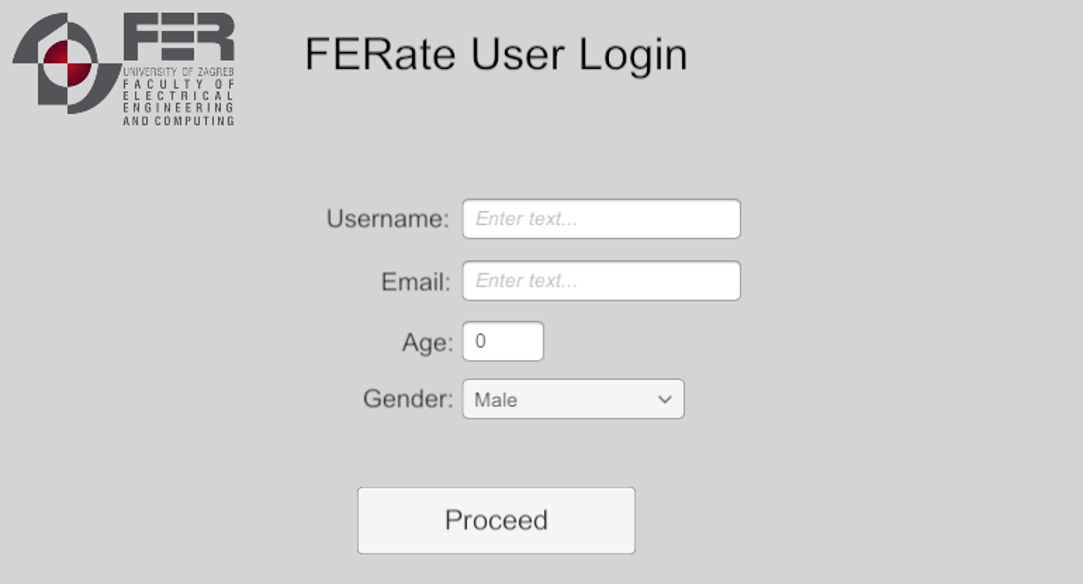 FER
UNIVERSITY OF ZAGREB
FACULTY OF
ELECTRICAL
ENGINEERING
AND COMPUTING
FERate User Login
Username: Enter text...
Email: Enter text...
Age: 0
Gender: Male
Proceed